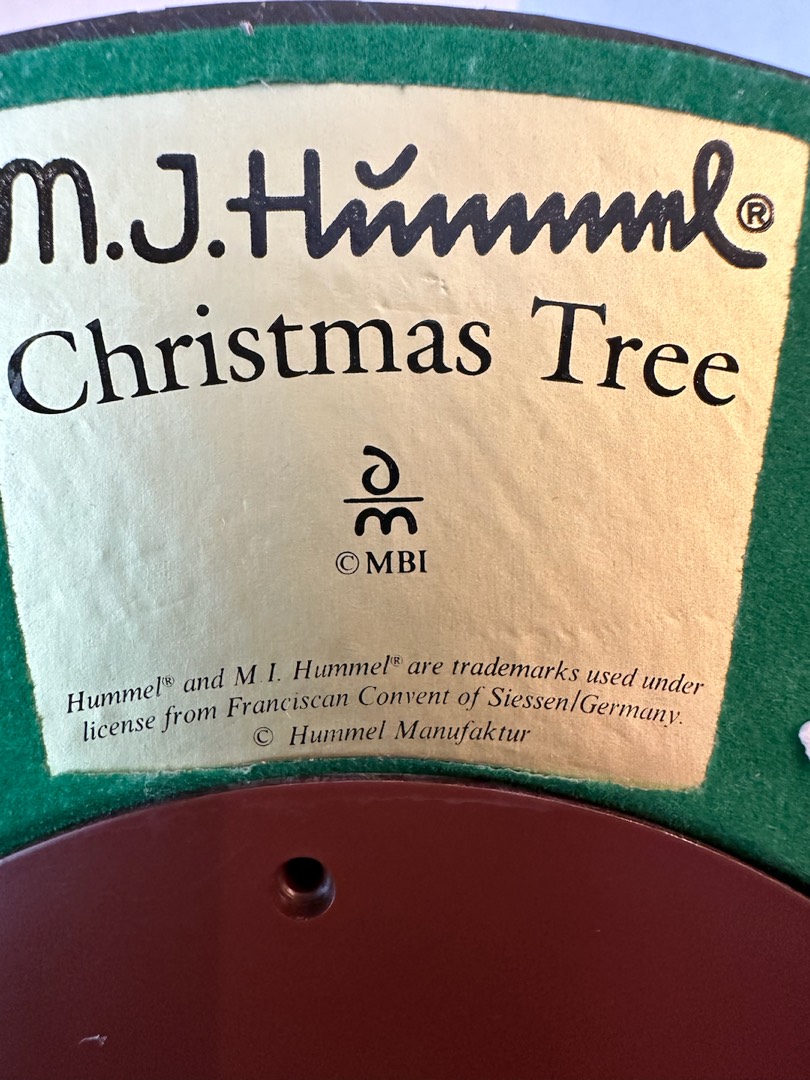 M.J.Hummel®
Christmas Tree
©MBI
Hummel® and M I. Hummel® are trademarks used under
license from Franciscan Convent of Siessen/Germany.
© Hummel Manufaktur